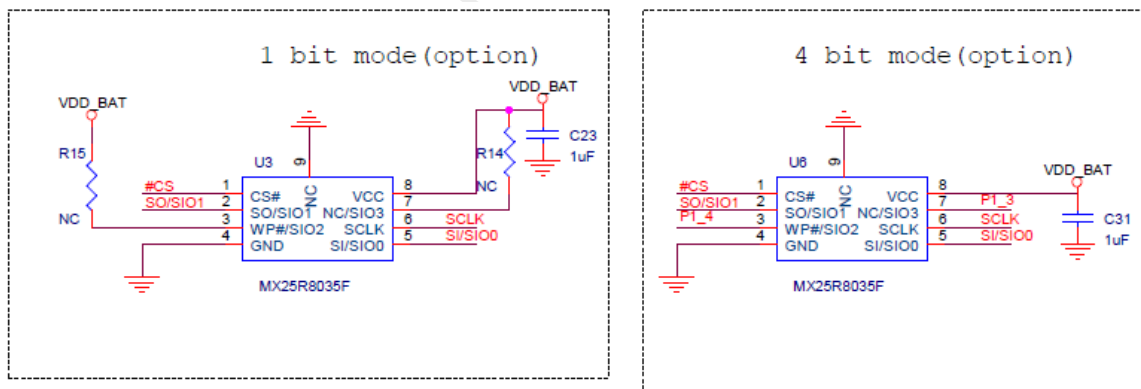 1 bit mode(option)
VDD_BAT
VDD_BAT
R15
U3
9
R14
C23
1uF
#CS
1
CS#
NC
VCC
8
NC
SO/SIO1
2
SO/SIO1
NC/SIO3
7
NC
3
WP#/SIO2
SCLK
6
SCLK
4
GND
SI/SIO0
5
SI/SIO0
MX25R8035F
4 bit mode(option)
VDD_BAT
U6
9
#CS
1
CS#
NC
VCC
8
SO/SIO1
2
SO/SIO1
NC/SIO3
7
P1_3
P1_4
3
WP#/SIO2
SCLK
6
SCLK
4
GND
SI/SIO0
5
SI/SIO0
C31
1uF
MX25R8035F